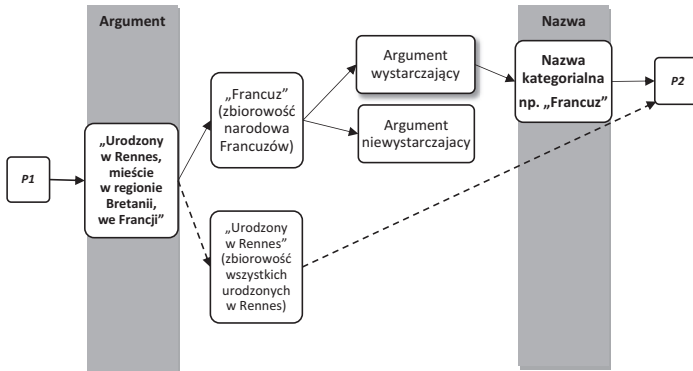 Argument
Nazwa
P1
„Urodzony
w Rennes,
mieście
w regionie
Bretanii,
we Francji”
„Francuz”
(zbiorowość
narodowa
Francuzów)
„Urodzony
w Rennes”
(zbiorowość
wszystkich
urodzonych
w Rennes)
Argument
wystarczający
Argument
niewystarczajacy
Nazwa
kategorialna
np. „Francuz”
P2